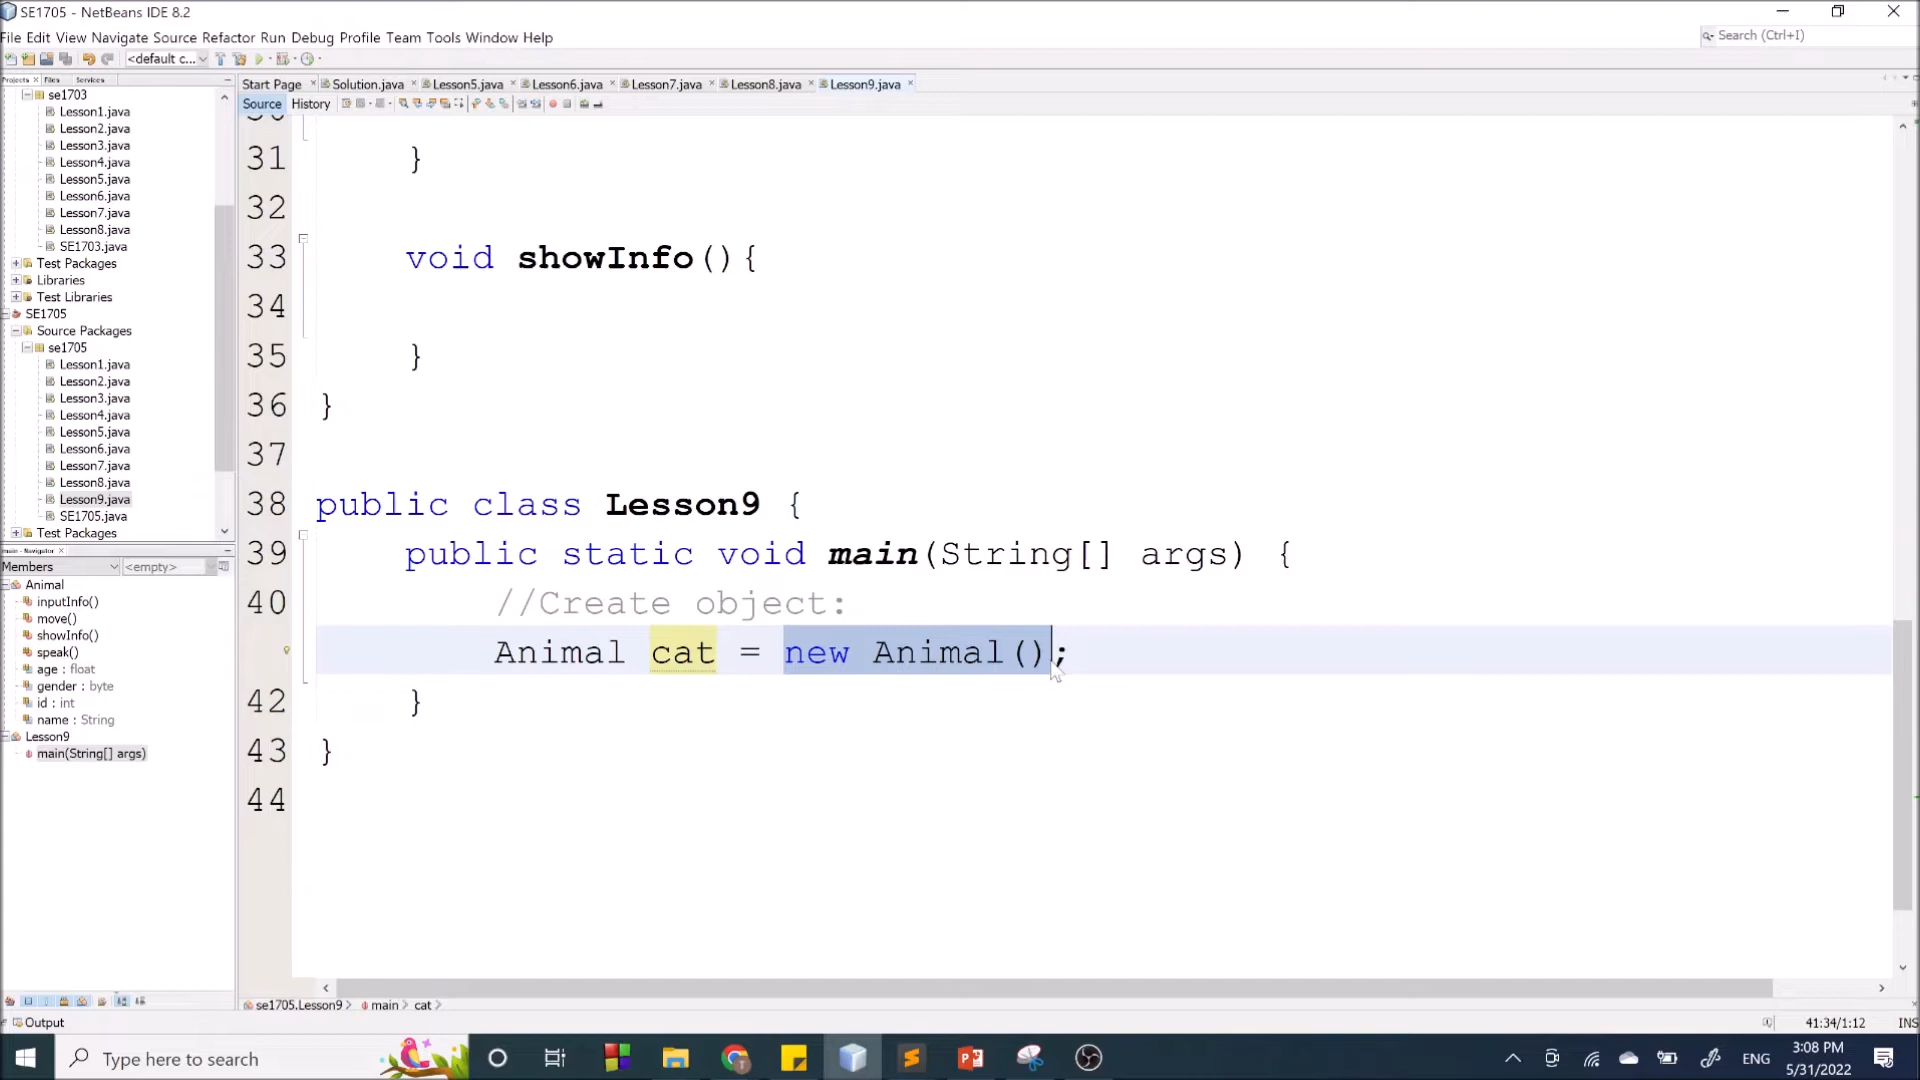 SE1705 - NetBeans IDE 8.2
File Edit View Navigate Source Refactor Run Debug Profile Team Tools Window Help
Search (Ctrl+I)
<default c...
Projects × Files Services
Start Page × Solution.java × Lesson5.java × Lesson6.java × Lesson7.java × Lesson8.java × Lesson9.java ×
Source History
se1703
Lesson1.java
Lesson2.java
Lesson3.java
Lesson4.java
Lesson5.java
Lesson6.java
Lesson7.java
Lesson8.java
SE1703.java
Test Packages
Libraries
Test Libraries
SE1705
Source Packages
se1705
Lesson1.java
Lesson2.java
Lesson3.java
Lesson4.java
Lesson5.java
Lesson6.java
Lesson7.java
Lesson8.java
Lesson9.java
SE1705.java
Test Packages
main - Navigator ×
Members <empty>
Animal
inputInfo()
move()
showInfo()
speak()
age : float
gender : byte
id : int
name : String
Lesson9
main(String[] args)
30
31 }
32
33 void showInfo(){
34
35 }
36 }
37
38 public class Lesson9 {
39 public static void main(String[] args) {
40 //Create object:
Animal cat = new Animal();
42 }
43 }
44
se1705.Lesson9 > main > cat >
Output
41:34/1:12 INS
Type here to search
ENG
3:08 PM
5/31/2022